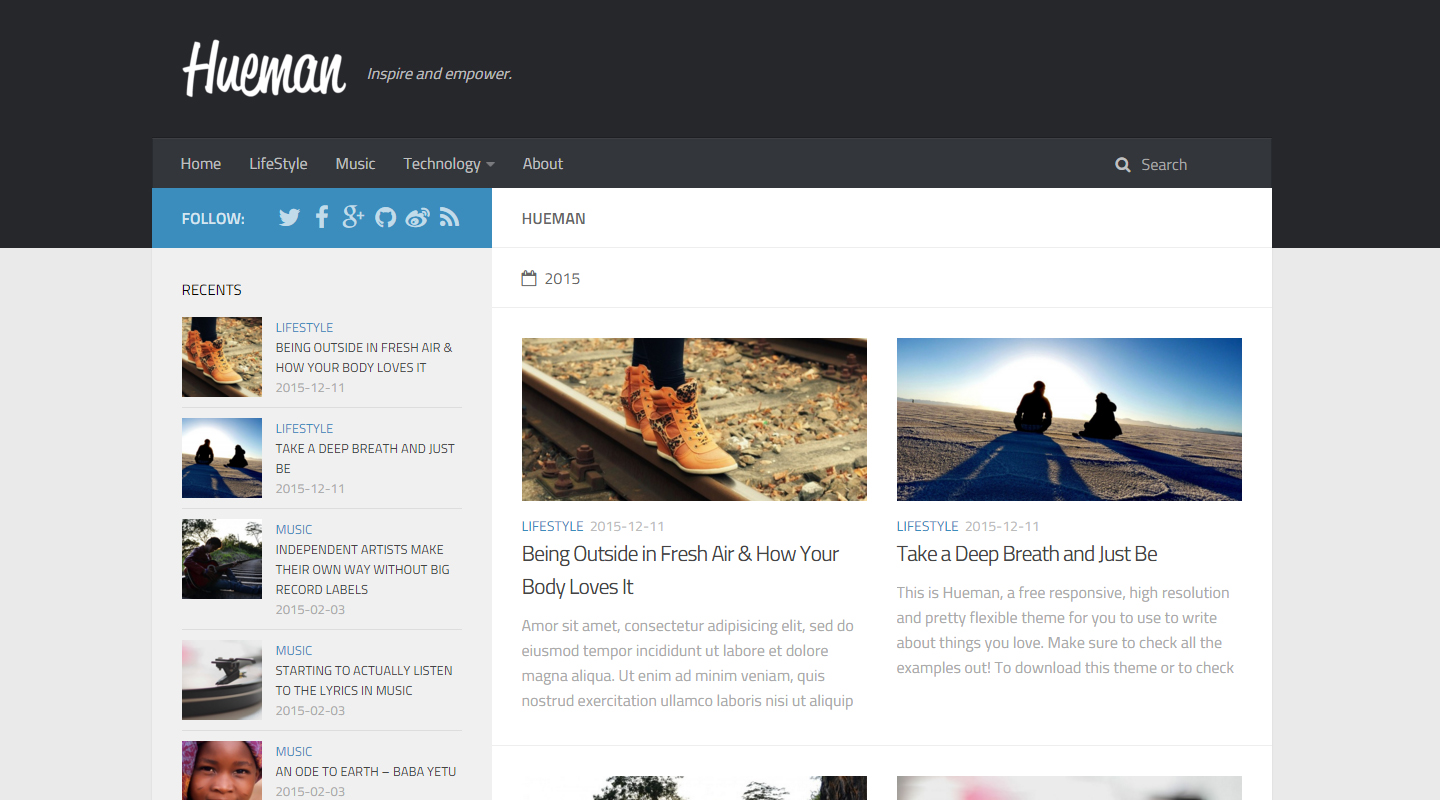 Hueman
Inspire and empower.
Home LifeStyle Music Technology About Search
FOLLOW:
HUEMAN
2015
RECENTS
LIFESTYLE
BEING OUTSIDE IN FRESH AIR &
HOW YOUR BODY LOVES IT
2015-12-11
LIFESTYLE
TAKE A DEEP BREATH AND JUST
BE
2015-12-11
MUSIC
INDEPENDENT ARTISTS MAKE
THEIR OWN WAY WITHOUT BIG
RECORD LABELS
2015-02-03
MUSIC
STARTING TO ACTUALLY LISTEN
TO THE LYRICS IN MUSIC
2015-02-03
MUSIC
AN ODE TO EARTH – BABA YETU
2015-02-03
LIFESTYLE 2015-12-11
Being Outside in Fresh Air & How Your
Body Loves It
Amor sit amet, consectetur adipisicing elit, sed do
eiusmod tempor incididunt ut labore et dolore
magna aliqua. Ut enim ad minim veniam, quis
nostrud exercitation ullamco laboris nisi ut aliquip
LIFESTYLE 2015-12-11
Take a Deep Breath and Just Be
This is Hueman, a free responsive, high resolution
and pretty flexible theme for you to use to write
about things you love. Make sure to check all the
examples out! To download this theme or to check